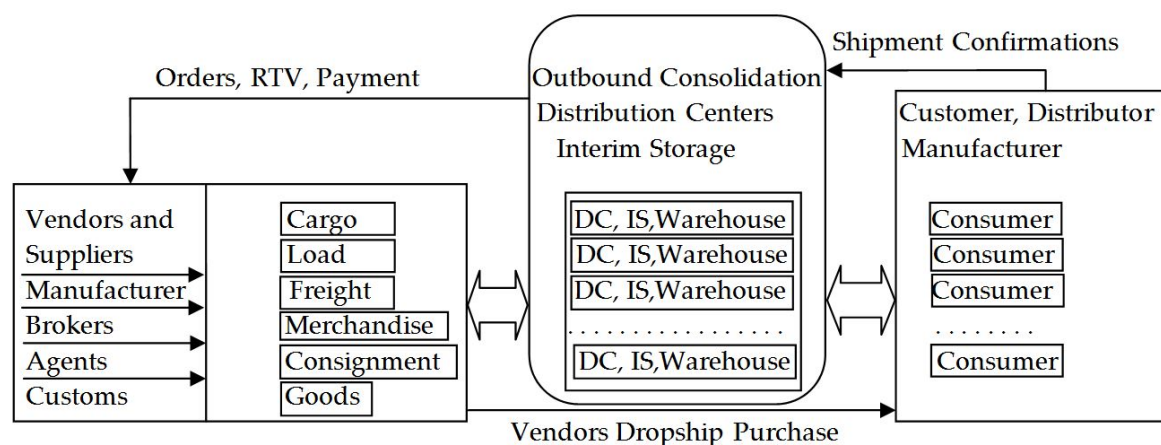 Shipment Confirmations
Orders, RTV, Payment
Outbound Consolidation
Distribution Centers
Interim Storage
Customer, Distributor
Manufacturer
Vendors and
Suppliers
Manufacturer
Brokers
Agents
Customs
Cargo
Load
Freight
Merchandise
Consignment
Goods
DC, IS,Warehouse
DC, IS,Warehouse
DC, IS,Warehouse
. . . . . . . . . . . . . . . . .
DC, IS,Warehouse
Consumer
Consumer
Consumer
. . . . . . . .
Consumer
Vendors Dropship Purchase